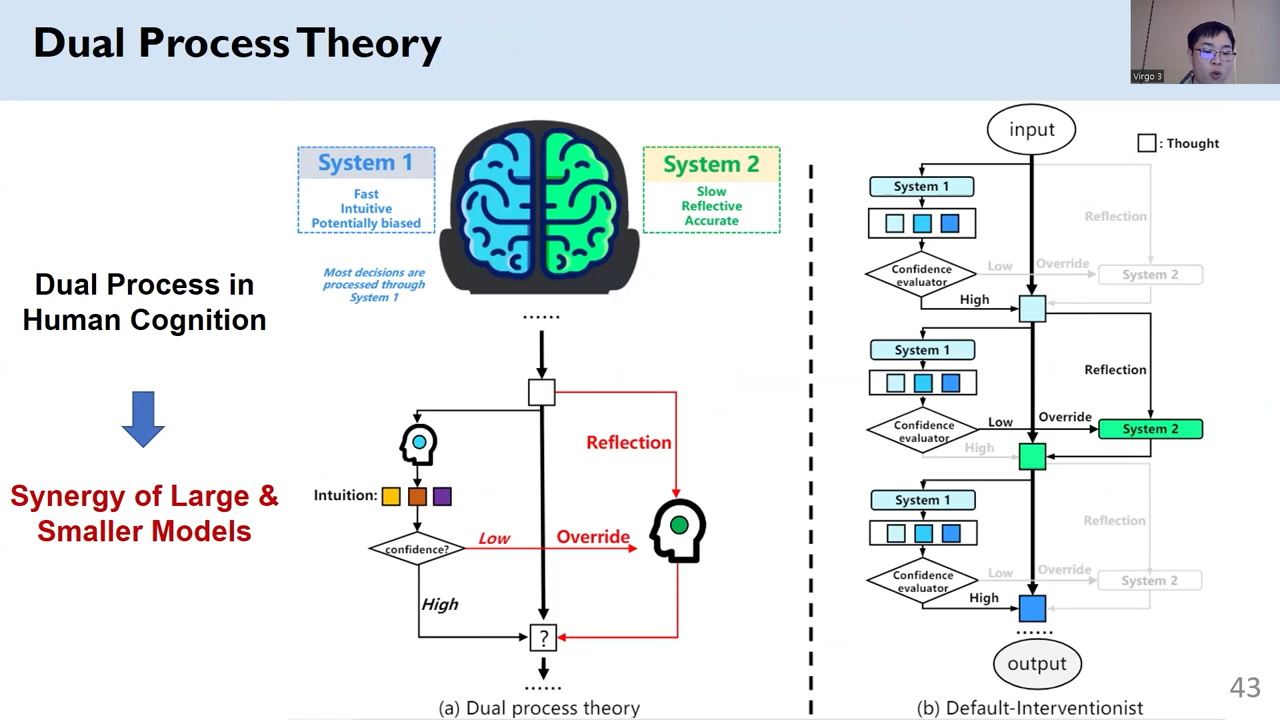 Dual Process Theory
Virgo 3
Dual Process in
Human Cognition
Synergy of Large &
Smaller Models
System 1
Fast
Intuitive
Potentially biased
Most decisions are
processed through
System 1
System 2
Slow
Reflective
Accurate
......
Reflection
Intuition:
confidence?
Low
Override
High
?
......
(a) Dual process theory
input
: Thought
System 1
Reflection
Confidence
evaluator
Low
Override
System 2
High
System 1
Reflection
Confidence
evaluator
Low
Override
System 2
High
System 1
Reflection
Confidence
evaluator
Low
Override
System 2
High
......
output
(b) Default-Interventionist
43